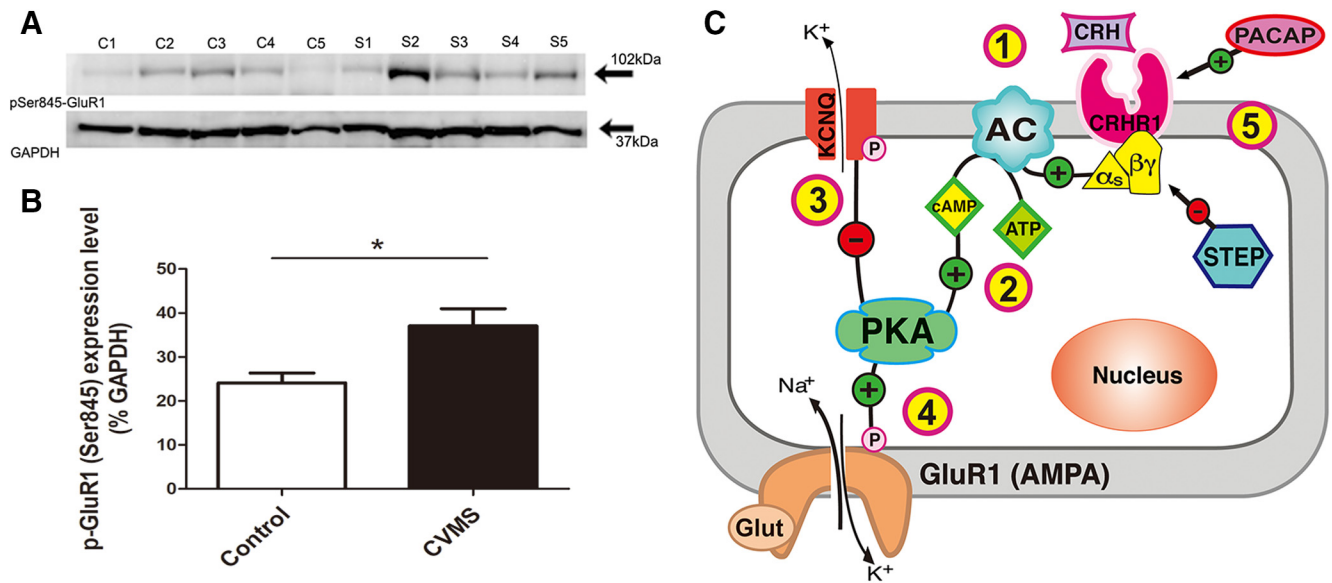 A
C1 C2 C3 C4 C5 S1 S2 S3 S4 S5
102kDa
pSer845-GluR1
37kDa
GAPDH
B
p-GluR1 (Ser845) expression level
(% GAPDH)
50
40
30
20
10
0
*
Control
CVMS
C
K+
1
CRH
PACAP
+
KCNQ
P
AC
CRHR1
5
3
+
αs
βγ
cAMP
ATP
-
STEP
-
+
2
PKA
Nucleus
Na+
+
4
P
GluR1 (AMPA)
Glut
K+